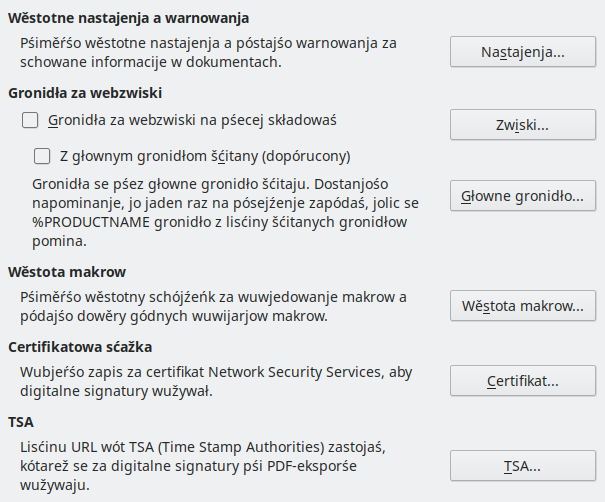 Wěstotne nastajenja a warnowanja
Pśiměŕśo wěstotne nastajenja a póstajśo warnowanja za
schowane informacije w dokumentach.
Nastajenja...
Gronidła za webzwiski
Gronidła za webzwiski na pśecej składowaś
Zwiski...
Z głownym gronidłom šćitany (dopórucony)
Gronidła se pśez głowne gronidło šćitaju. Dostanjośo
napominanje, jo jaden raz na pósejźenje zapódaś, jolic se
%PRODUCTNAME gronidło z lisćiny šćitanych gronidłow
pomina.
Głowne gronidło...
Wěstota makrow
Pśiměŕśo wěstotny schójźeńk za wuwjedowanje makrow a
pódajśo dowěry gódnych wuwijarjow makrow.
Wěstota makrow...
Certifikatowa sćažka
Wubjeŕśo zapis za certifikat Network Security Services, aby
digitalne signatury wužywał.
Certifikat...
TSA
Lisćinu URL wót TSA (Time Stamp Authorities) zastojaś,
kótarež se za digitalne signatury pśi PDF-eksporśe
wužywaju.
TSA...